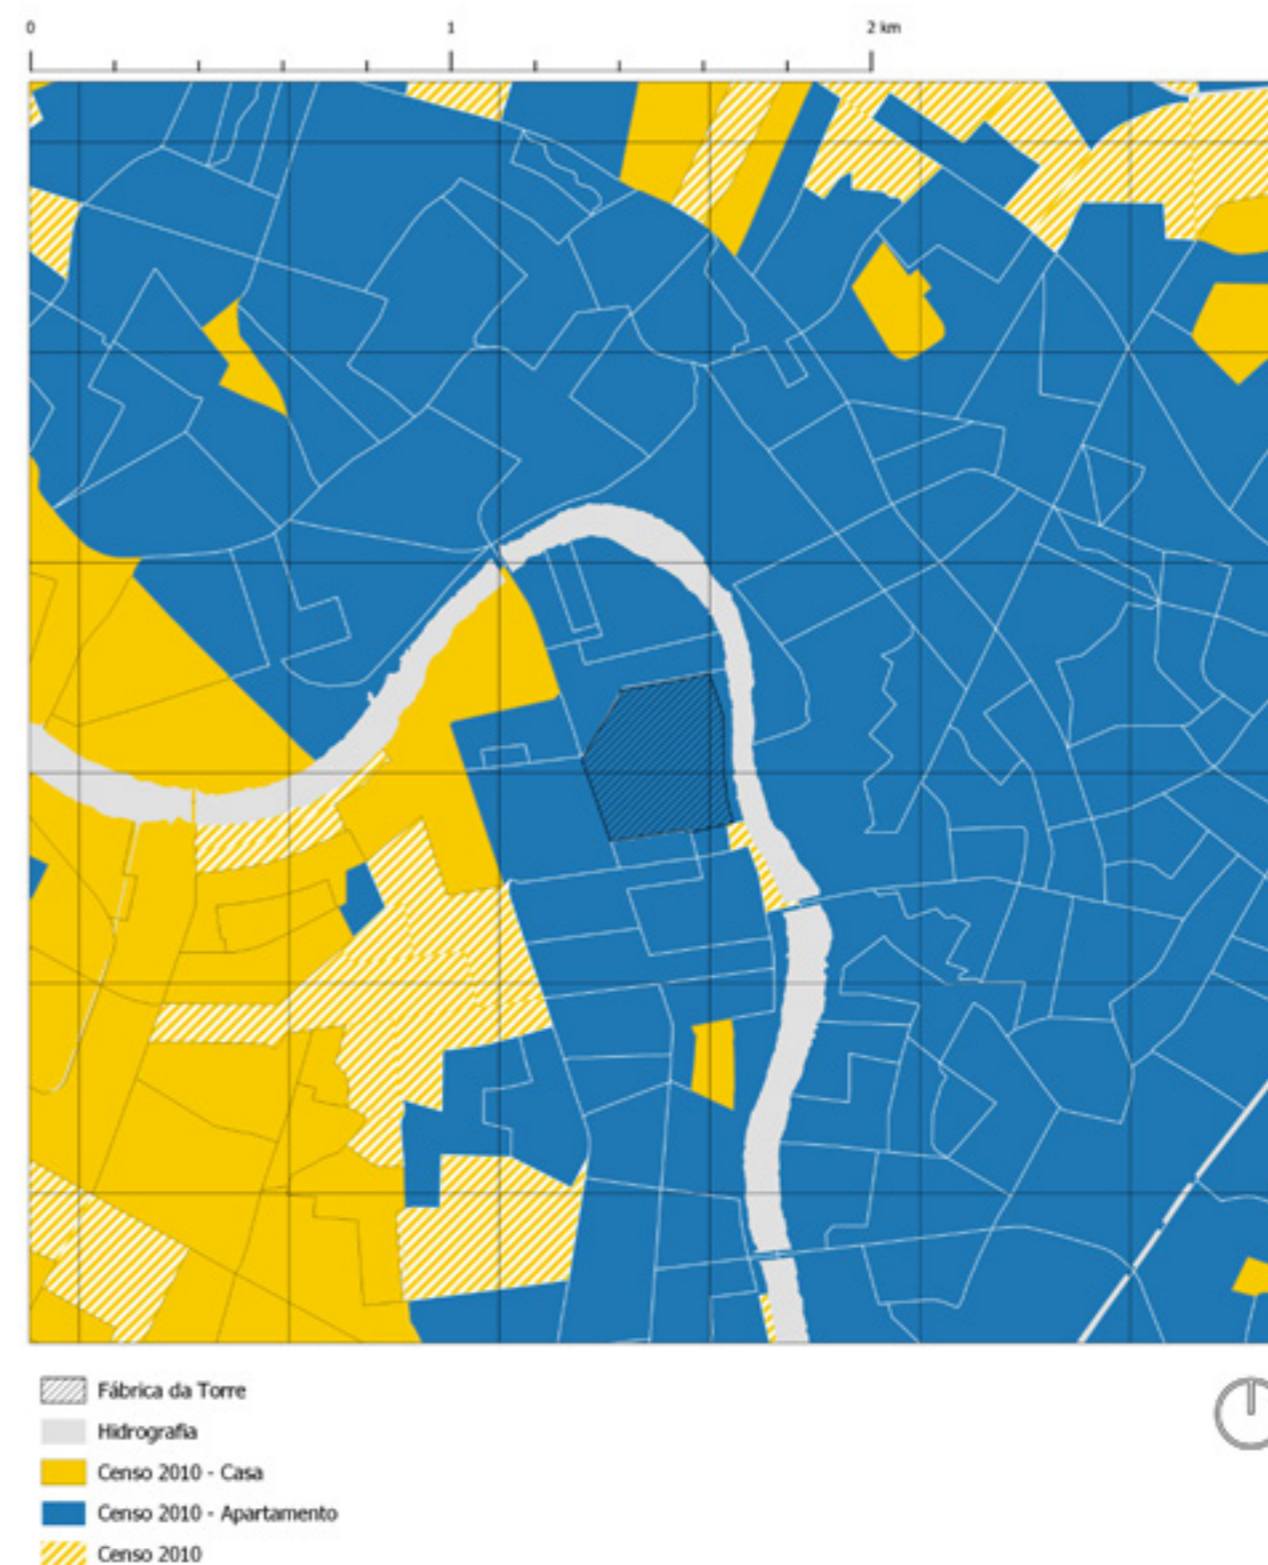 0 1 2 km
Fábrica da Torre
Hidrografia
Censo 2010 - Casa
Censo 2010 - Apartamento
Censo 2010